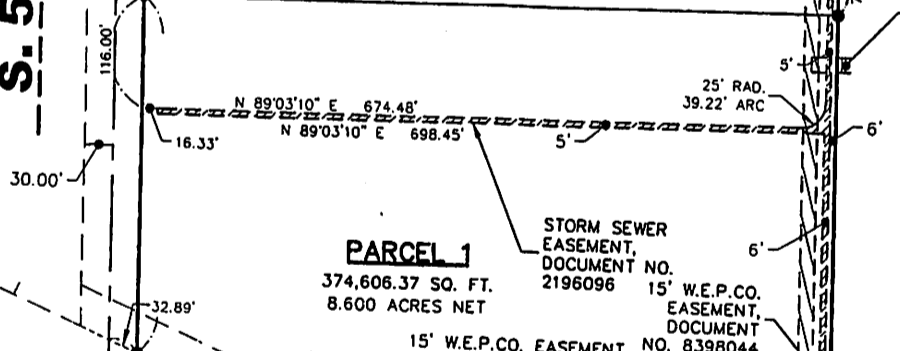 S. 5
116.00'
5'
25' RAD.
39.22' ARC
N 89°03'10" E 674.48'
N 89°03'10" E 698.45'
16.33'
5'
6'
30.00'
PARCEL 1
374,606.37 SQ. FT.
8.600 ACRES NET
STORM SEWER
EASEMENT,
DOCUMENT NO.
2196096
6'
15' W.E.P.CO.
EASEMENT,
DOCUMENT
NO. 8398044
32.89'
15' W.E.P.CO. EASEMENT